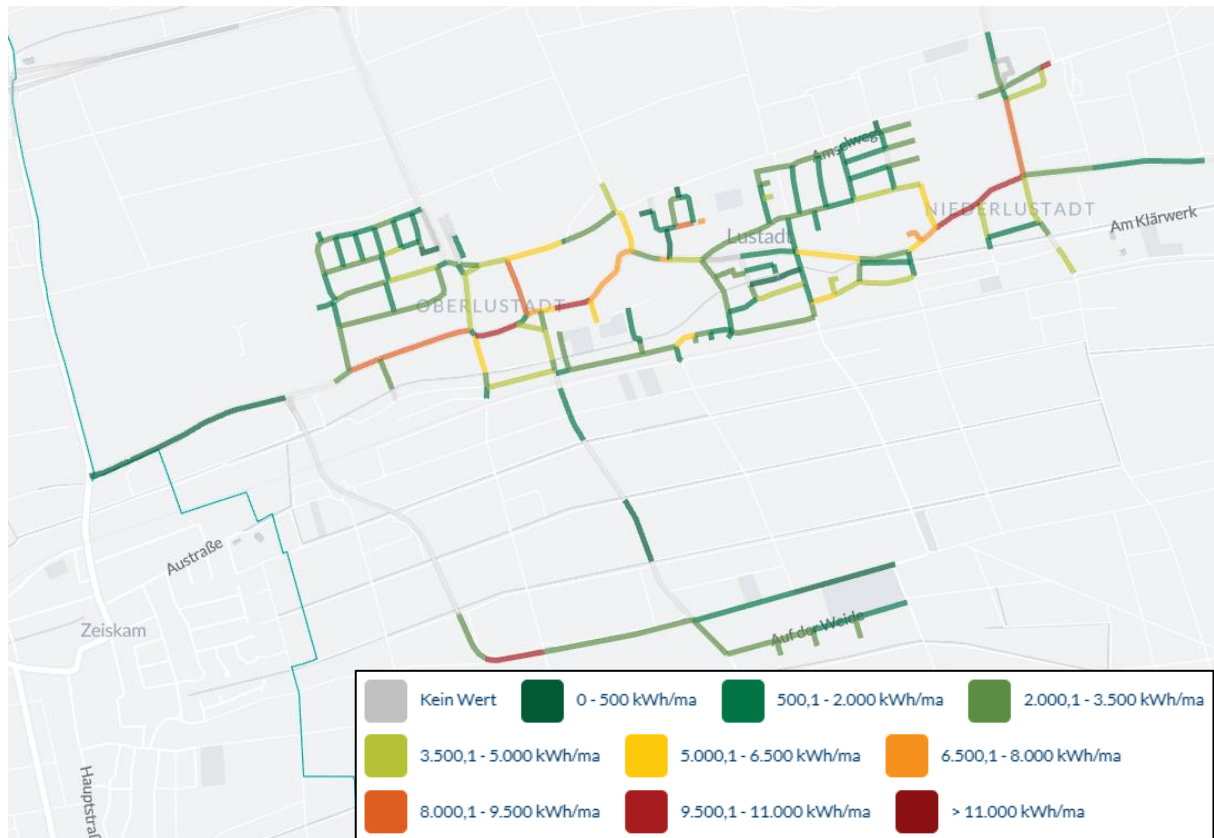 Amselweg
NIEDERLUSTADT
Am Klärwerk
Lustadt
OBERLUSTADT
Austraße
Zeiskam
Auf der Weide
Hauptstraß
Kein Wert
0 - 500 kWh/ma
500,1 - 2.000 kWh/ma
2.000,1 - 3.500 kWh/ma
3.500,1 - 5.000 kWh/ma
5.000,1 - 6.500 kWh/ma
6.500,1 - 8.000 kWh/ma
8.000,1 - 9.500 kWh/ma
9.500,1 - 11.000 kWh/ma
> 11.000 kWh/ma